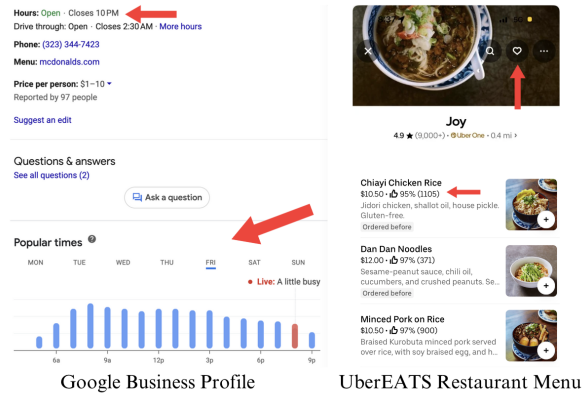 Hours: Open · Closes 10 PM
Drive through: Open · Closes 2:30 AM · More hours
Phone: (323) 344-7423
Menu: mcdonalds.com
Price per person: $1–10
Reported by 97 people
Suggest an edit
Questions & answers
See all questions (2)
Ask a question
Popular times ?
MON TUE WED THU FRI SAT SUN
Live: A little busy
6a 9a 12p 3p 6p 9p
Google Business Profile
5G
Joy
4.9 ★ (9,000+) · Uber One · 0.4 mi >
Chiayi Chicken Rice
$10.50 · 👍 95% (1105)
Jidori chicken, shallot oil, house pickle.
Gluten-free.
Ordered before
Dan Dan Noodles
$12.00 · 👍 97% (371)
Sesame-peanut sauce, chili oil,
cucumbers, and crushed peanuts. Se...
Ordered before
Minced Pork on Rice
$10.50 · 👍 97% (900)
Braised Kurobuta minced pork served
over rice, with soy braised egg, and h...
UberEATS Restaurant Menu